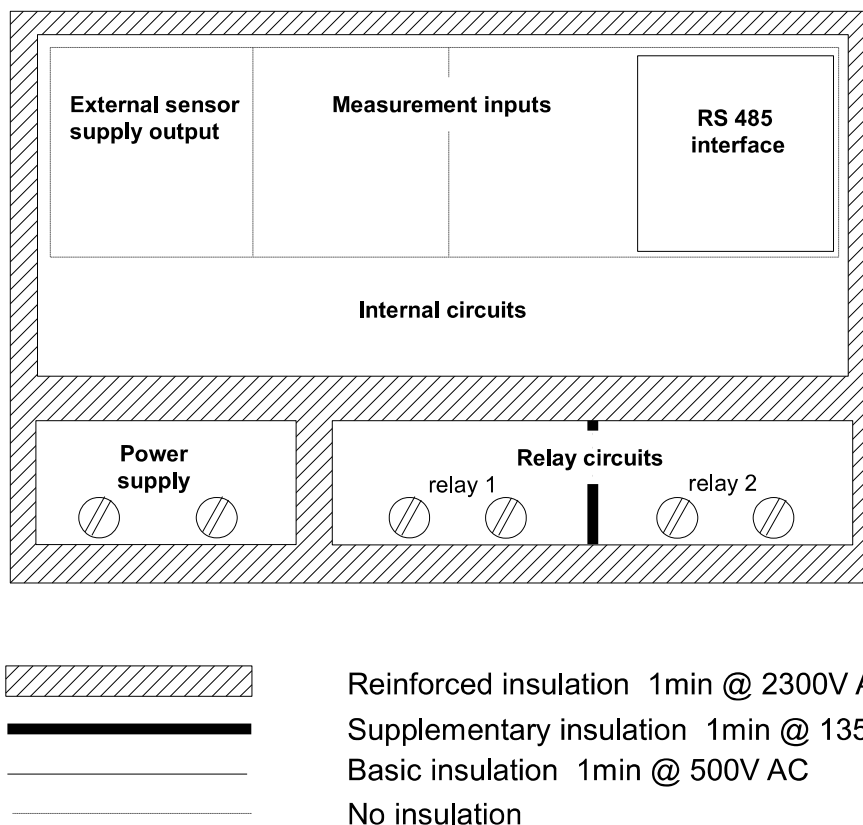 External sensor
supply output
Measurement inputs
RS 485
interface
Internal circuits
Power
supply
Relay circuits
relay 1
relay 2
Reinforced insulation 1min @ 2300V
Supplementary insulation 1min @
Basic insulation 1min @ 500V AC
No insulation